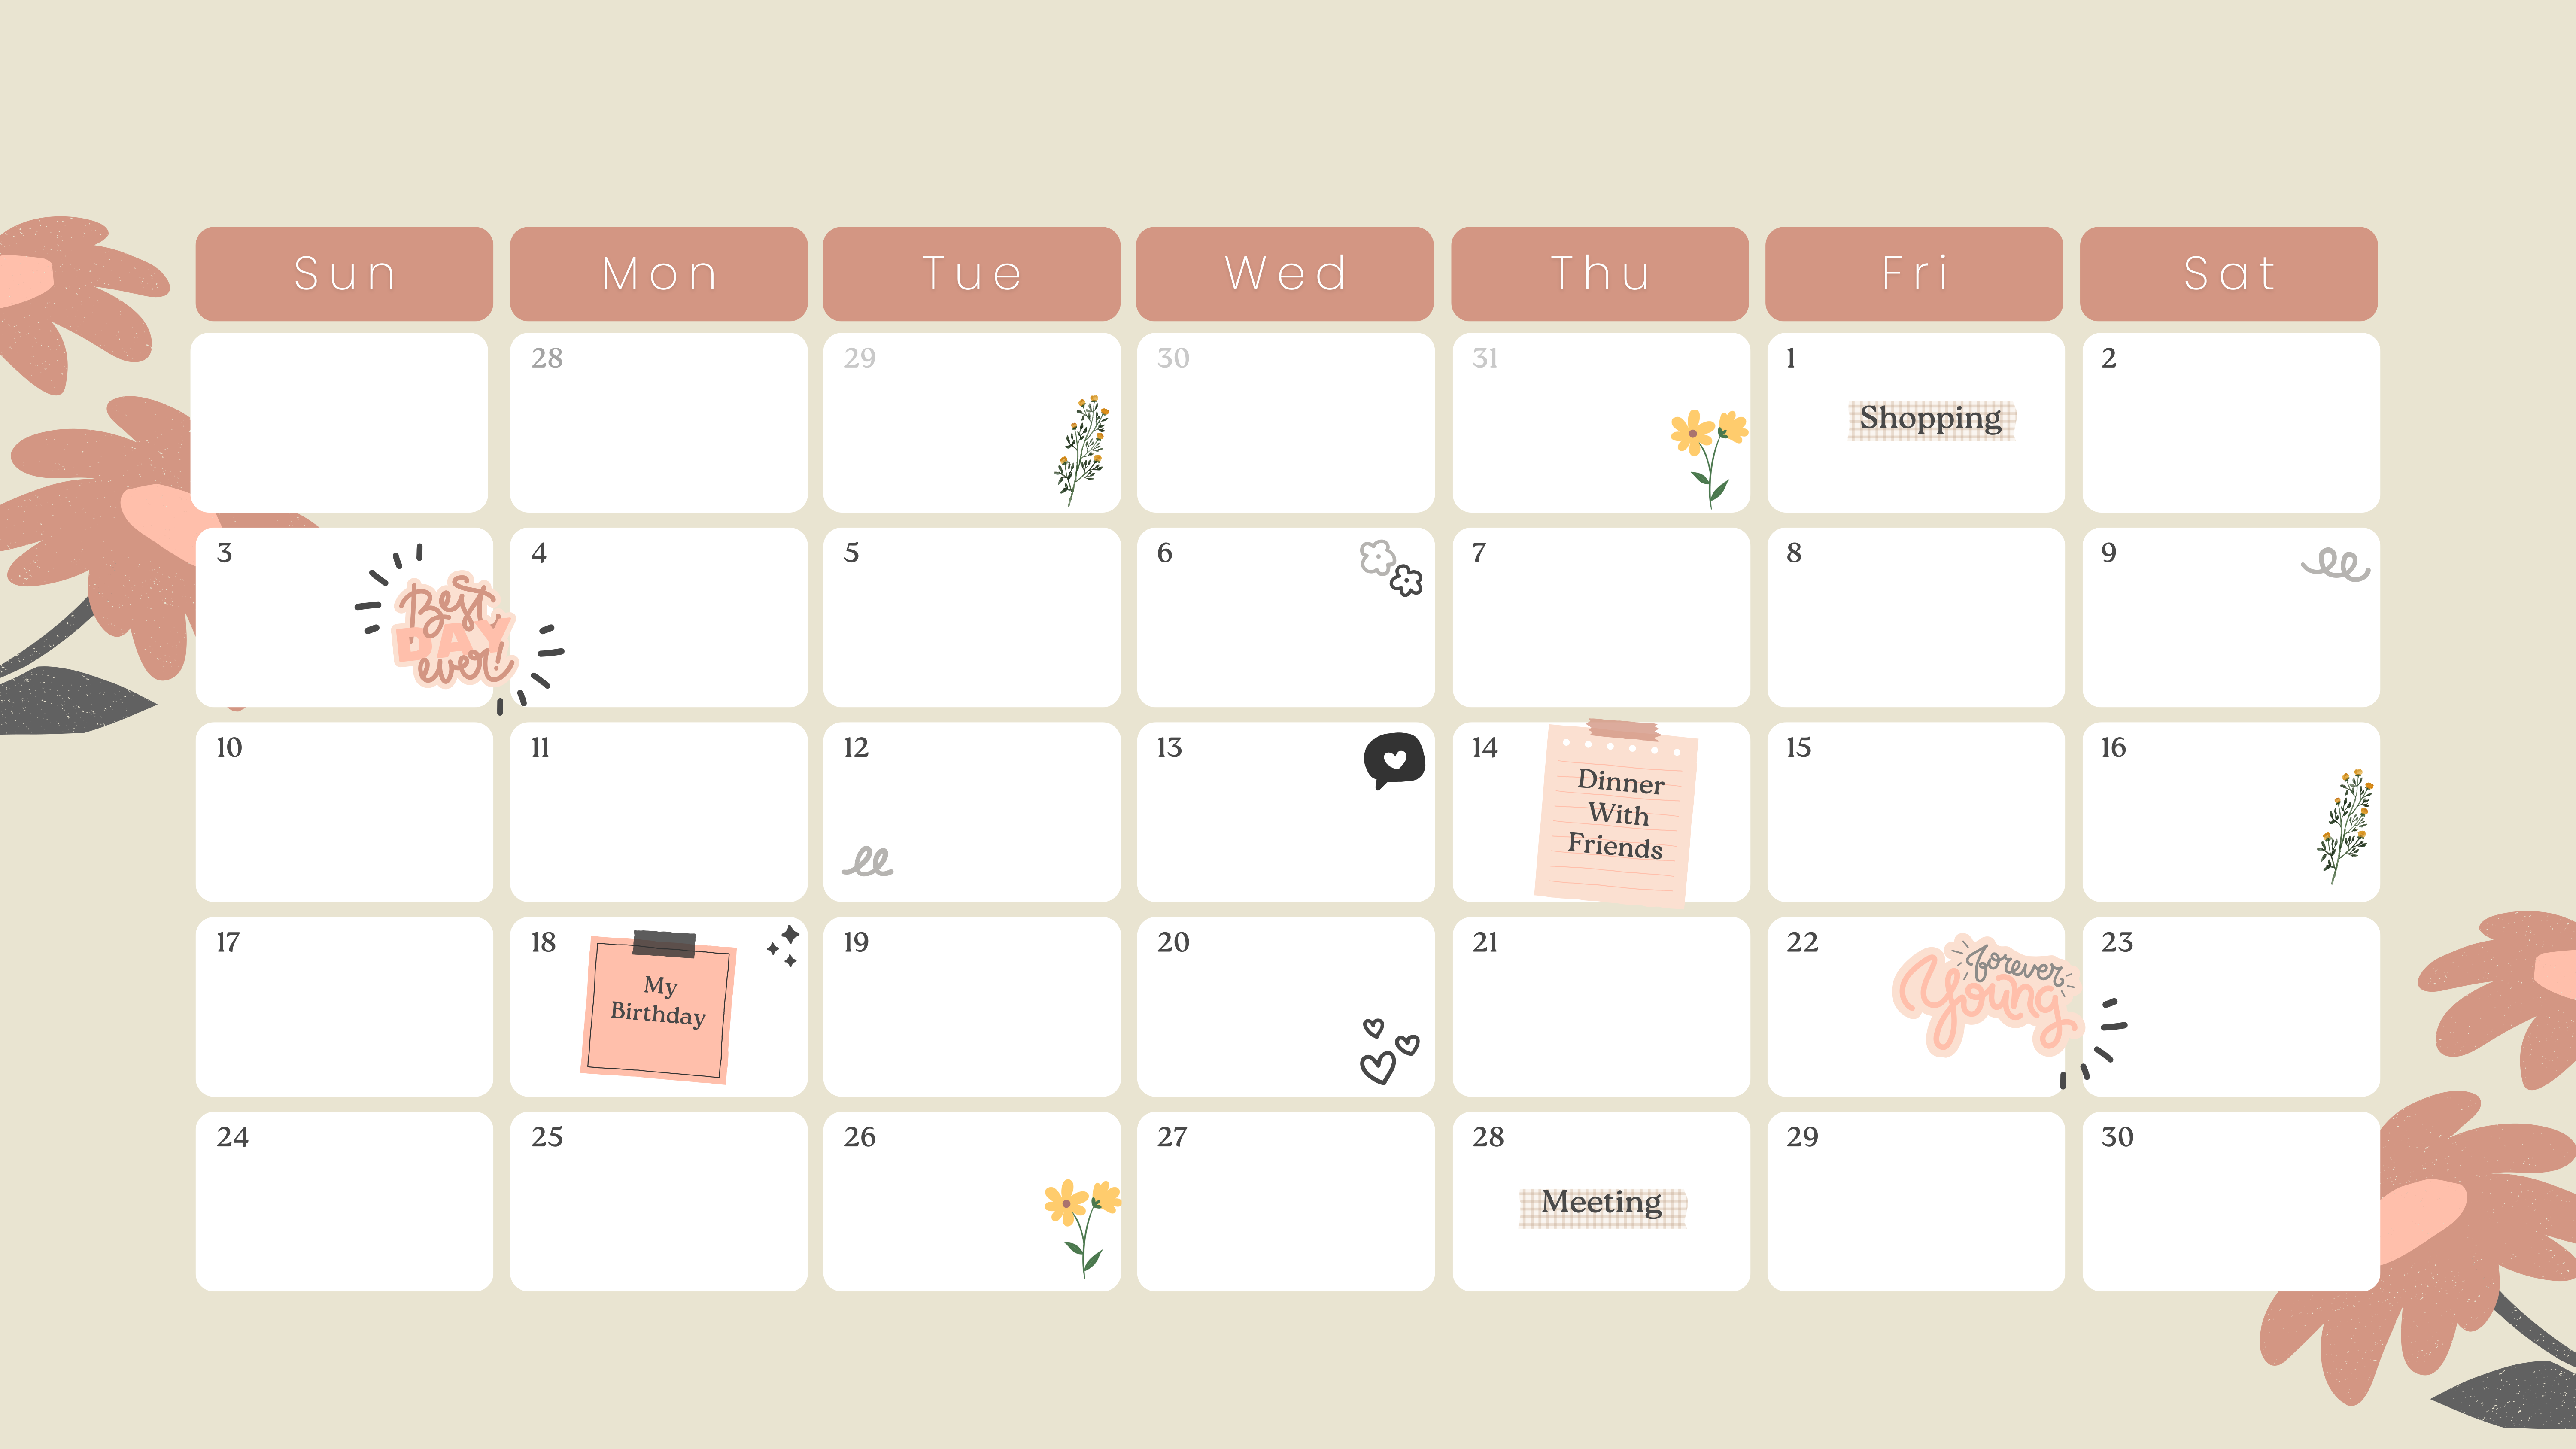 Sun Mon Tue Wed Thu Fri Sat
28 29 30 31 1 2
Shopping
3 4 5 6 7 8 9
Best
DAY
ever!
10 11 12 13 14 15 16
Dinner
With
Friends
17 18 19 20 21 22 23
My
Birthday
forever
Young
24 25 26 27 28 29 30
Meeting